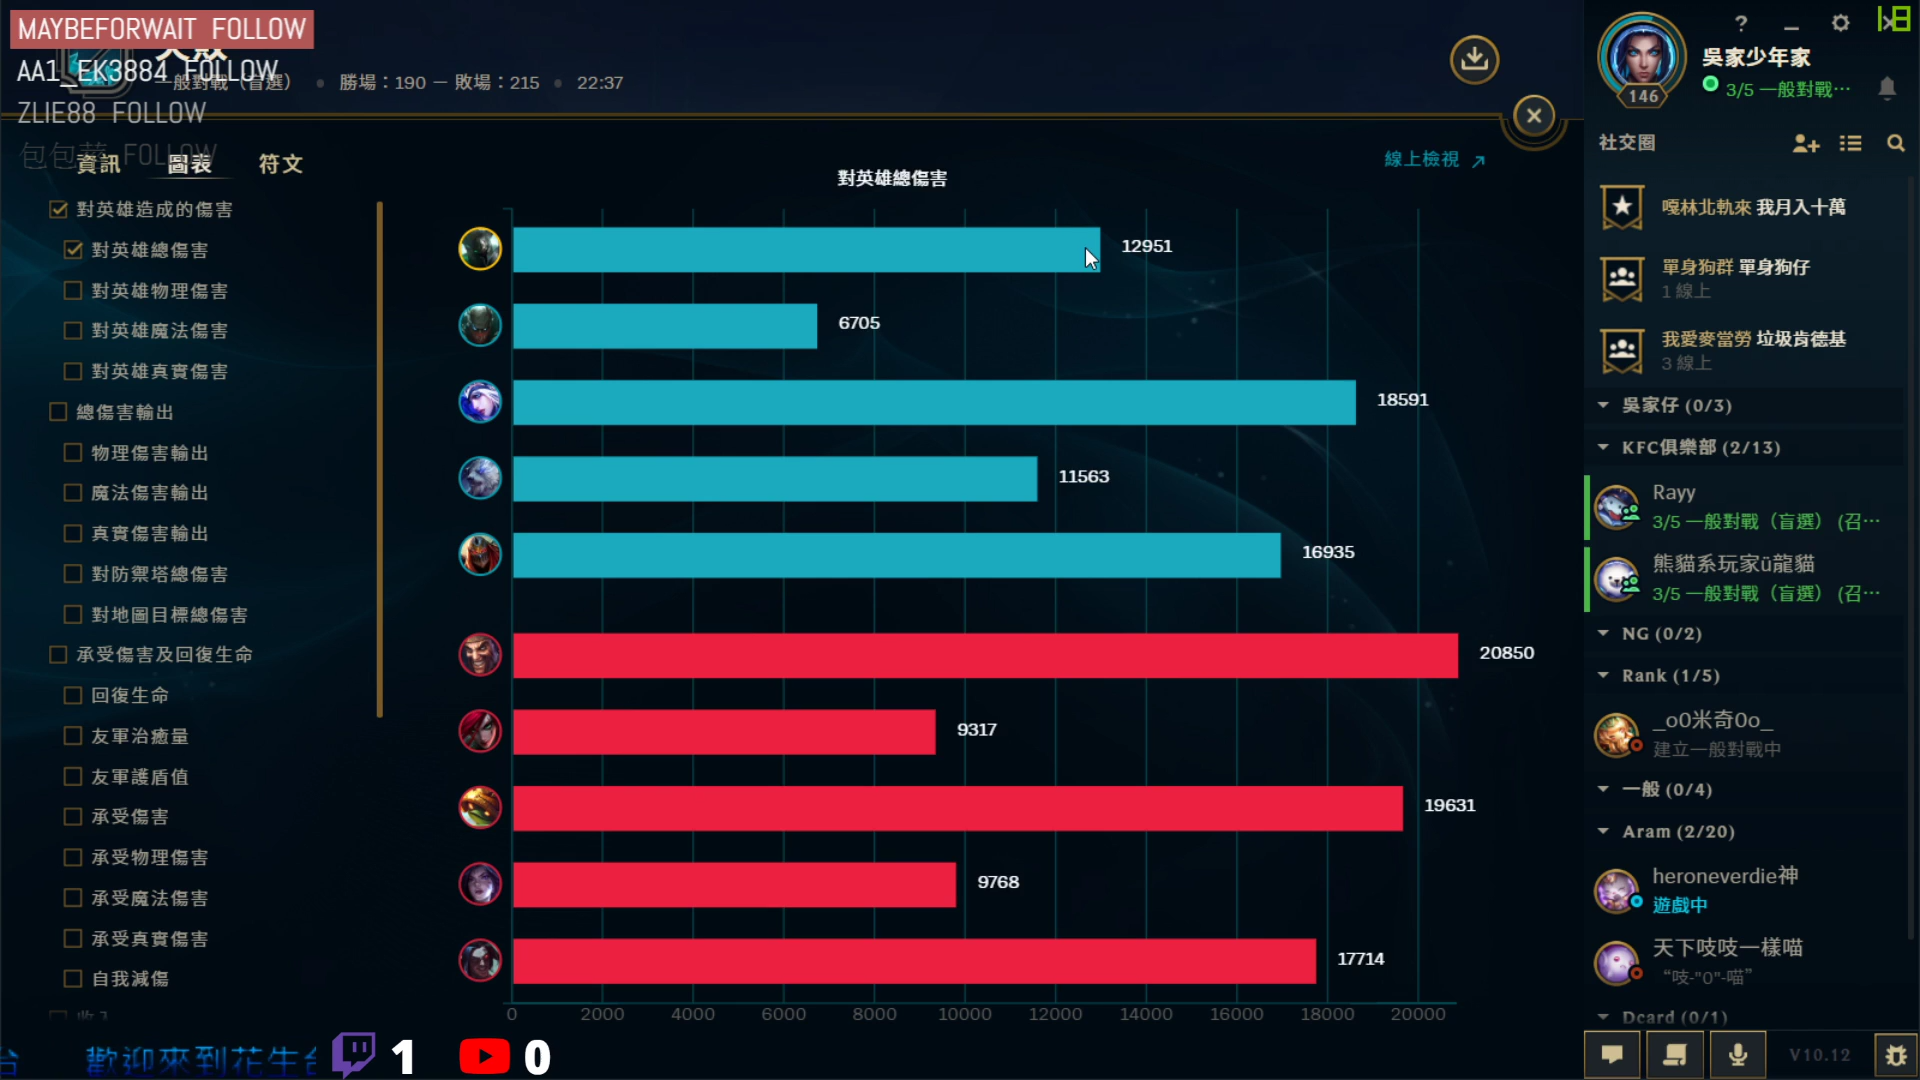 MAYBEFORWAIT FOLLOW
AA1_EK3884 FOLLOW
一般對戰（盲選）
勝場：190 － 敗場：215
22:37
ZLIE88 FOLLOW
FOLLOW
資訊
圖表
符文
線上檢視
對英雄總傷害
對英雄造成的傷害
對英雄總傷害
對英雄物理傷害
對英雄魔法傷害
對英雄真實傷害
總傷害輸出
物理傷害輸出
魔法傷害輸出
真實傷害輸出
對防禦塔總傷害
對地圖目標總傷害
承受傷害及回復生命
回復生命
友軍治癒量
友軍護盾值
承受傷害
承受物理傷害
承受魔法傷害
承受真實傷害
自我減傷
12951
6705
18591
11563
16935
20850
9317
19631
9768
17714
0 2000 4000 6000 8000 10000 12000 14000 16000 18000 20000
歡迎來到花生台
1
0
吳家少年家
146
3/5 一般對戰…
社交圈
嘎林北軌來 我月入十萬
單身狗群 單身狗仔
1 線上
我愛麥當勞 垃圾肯德基
3 線上
吳家仔 (0/3)
KFC俱樂部 (2/13)
Rayy
3/5 一般對戰（盲選） (召…
熊貓系玩家ü龍貓
3/5 一般對戰（盲選） (召…
NG (0/2)
Rank (1/5)
_oO米奇Oo_
建立一般對戰中
一般 (0/4)
Aram (2/20)
heroneverdie神
遊戲中
天下吱吱一樣喵
“吱-"0"-喵”
Dcard (0/1)
V10.12